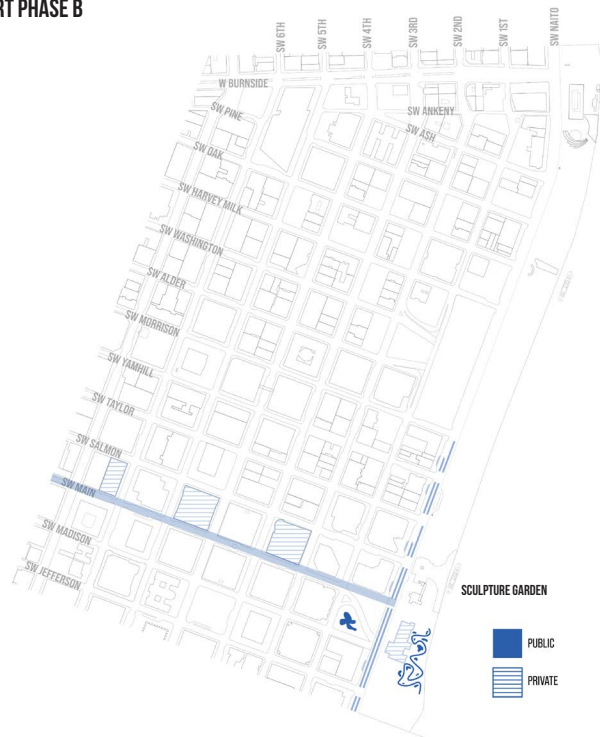 RT PHASE B
SW 6TH
SW 5TH
SW 4TH
SW 3RD
SW 2ND
SW 1ST
SW NAITO
W BURNSIDE
SW PINE
SW ANKENY
SW ASH
SW OAK
SW HARVEY MILK
SW WASHINGTON
SW ALDER
SW MORRISON
SW YAMHILL
SW TAYLOR
SW SALMON
SW MAIN
SW MADISON
SW JEFFERSON
SCULPTURE GARDEN
PUBLIC
PRIVATE